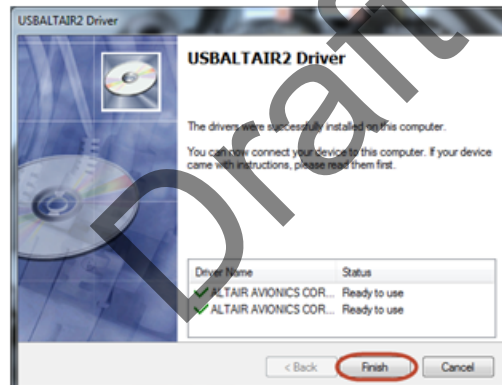 USBALTAIR2 Driver
USBALTAIR2 Driver
The drivers were successfully installed on this computer.
You can now connect your device to this computer. If your device
came with instructions, please read them first.
Driver Name Status
ALTAIR AVIONICS COR... Ready to use
ALTAIR AVIONICS COR... Ready to use
< Back Finish Cancel
Draft